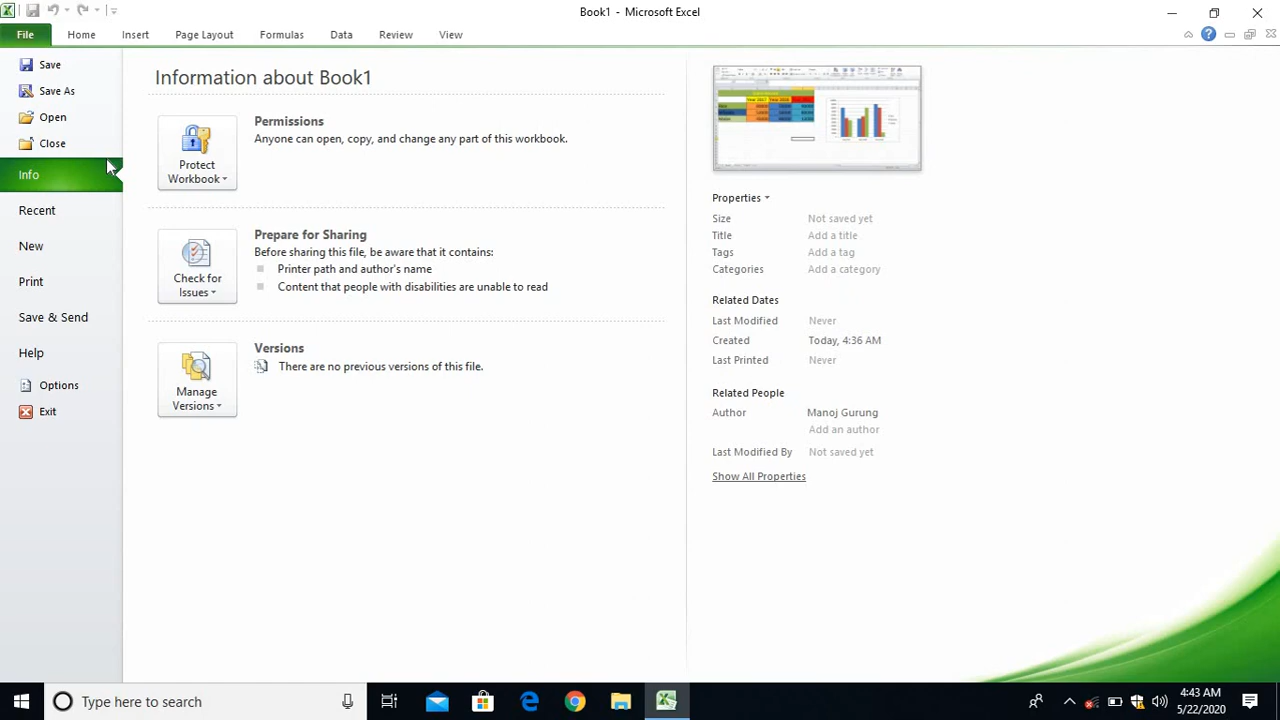 Book1 - Microsoft Excel
File Home Insert Page Layout Formulas Data Review View
Save
Save As
Open
Close
Info
Recent
New
Print
Save & Send
Help
Options
Exit
Information about Book1
Protect
Workbook
Permissions
Anyone can open, copy, and change any part of this workbook.
Check for
Issues
Prepare for Sharing
Before sharing this file, be aware that it contains:
Printer path and author's name
Content that people with disabilities are unable to read
Manage
Versions
Versions
There are no previous versions of this file.
Properties
Size Not saved yet
Title Add a title
Tags Add a tag
Categories Add a category
Related Dates
Last Modified Never
Created Today, 4:36 AM
Last Printed Never
Related People
Author Manoj Gurung
Add an author
Last Modified By Not saved yet
Show All Properties
Type here to search
4:43 AM
5/22/2020